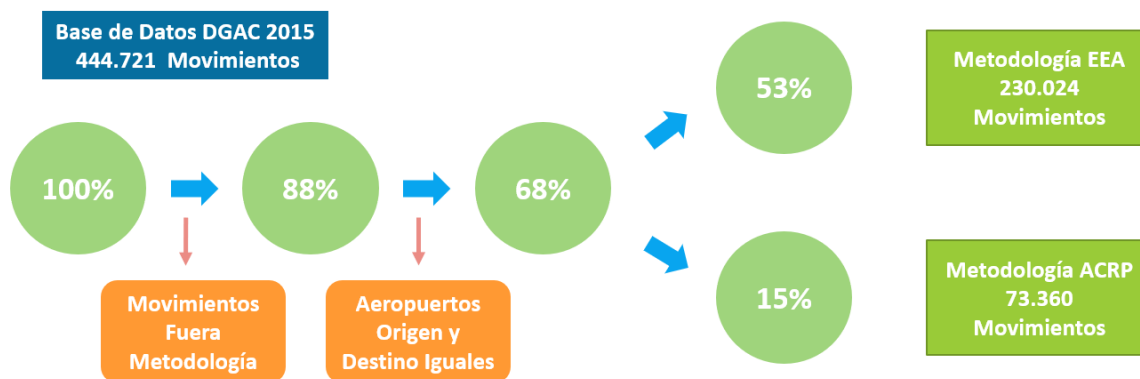 Base de Datos DGAC 2015
444.721 Movimientos
100%
88%
68%
53%
15%
Metodología EEA
230.024
Movimientos
Metodología ACRP
73.360
Movimientos
Movimientos
Fuera
Metodología
Aeropuertos
Origen y
Destino Iguales